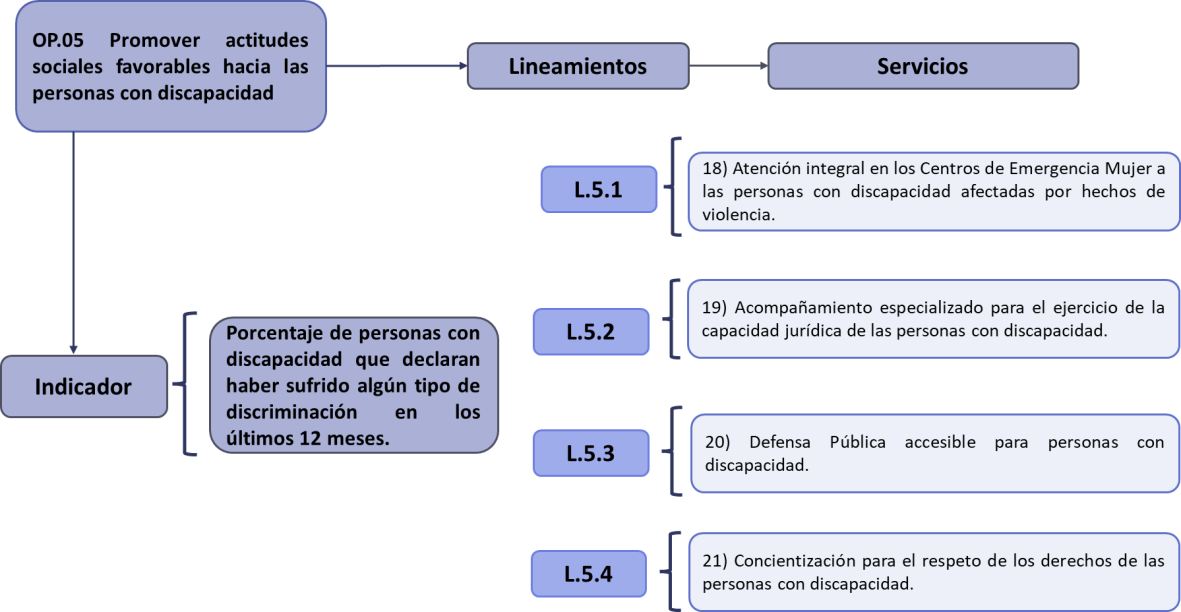 OP.05 Promover actitudes
sociales favorables hacia las
personas con discapacidad
Lineamientos
Servicios
L.5.1
18) Atención integral en los Centros de Emergencia Mujer a
las personas con discapacidad afectadas por hechos de
violencia.
L.5.2
19) Acompañamiento especializado para el ejercicio de la
capacidad jurídica de las personas con discapacidad.
Indicador
Porcentaje de personas con
discapacidad que declaran
haber sufrido algún tipo de
discriminación en los
últimos 12 meses.
L.5.3
20) Defensa Pública accesible para personas con
discapacidad.
L.5.4
21) Concientización para el respeto de los derechos de las
personas con discapacidad.